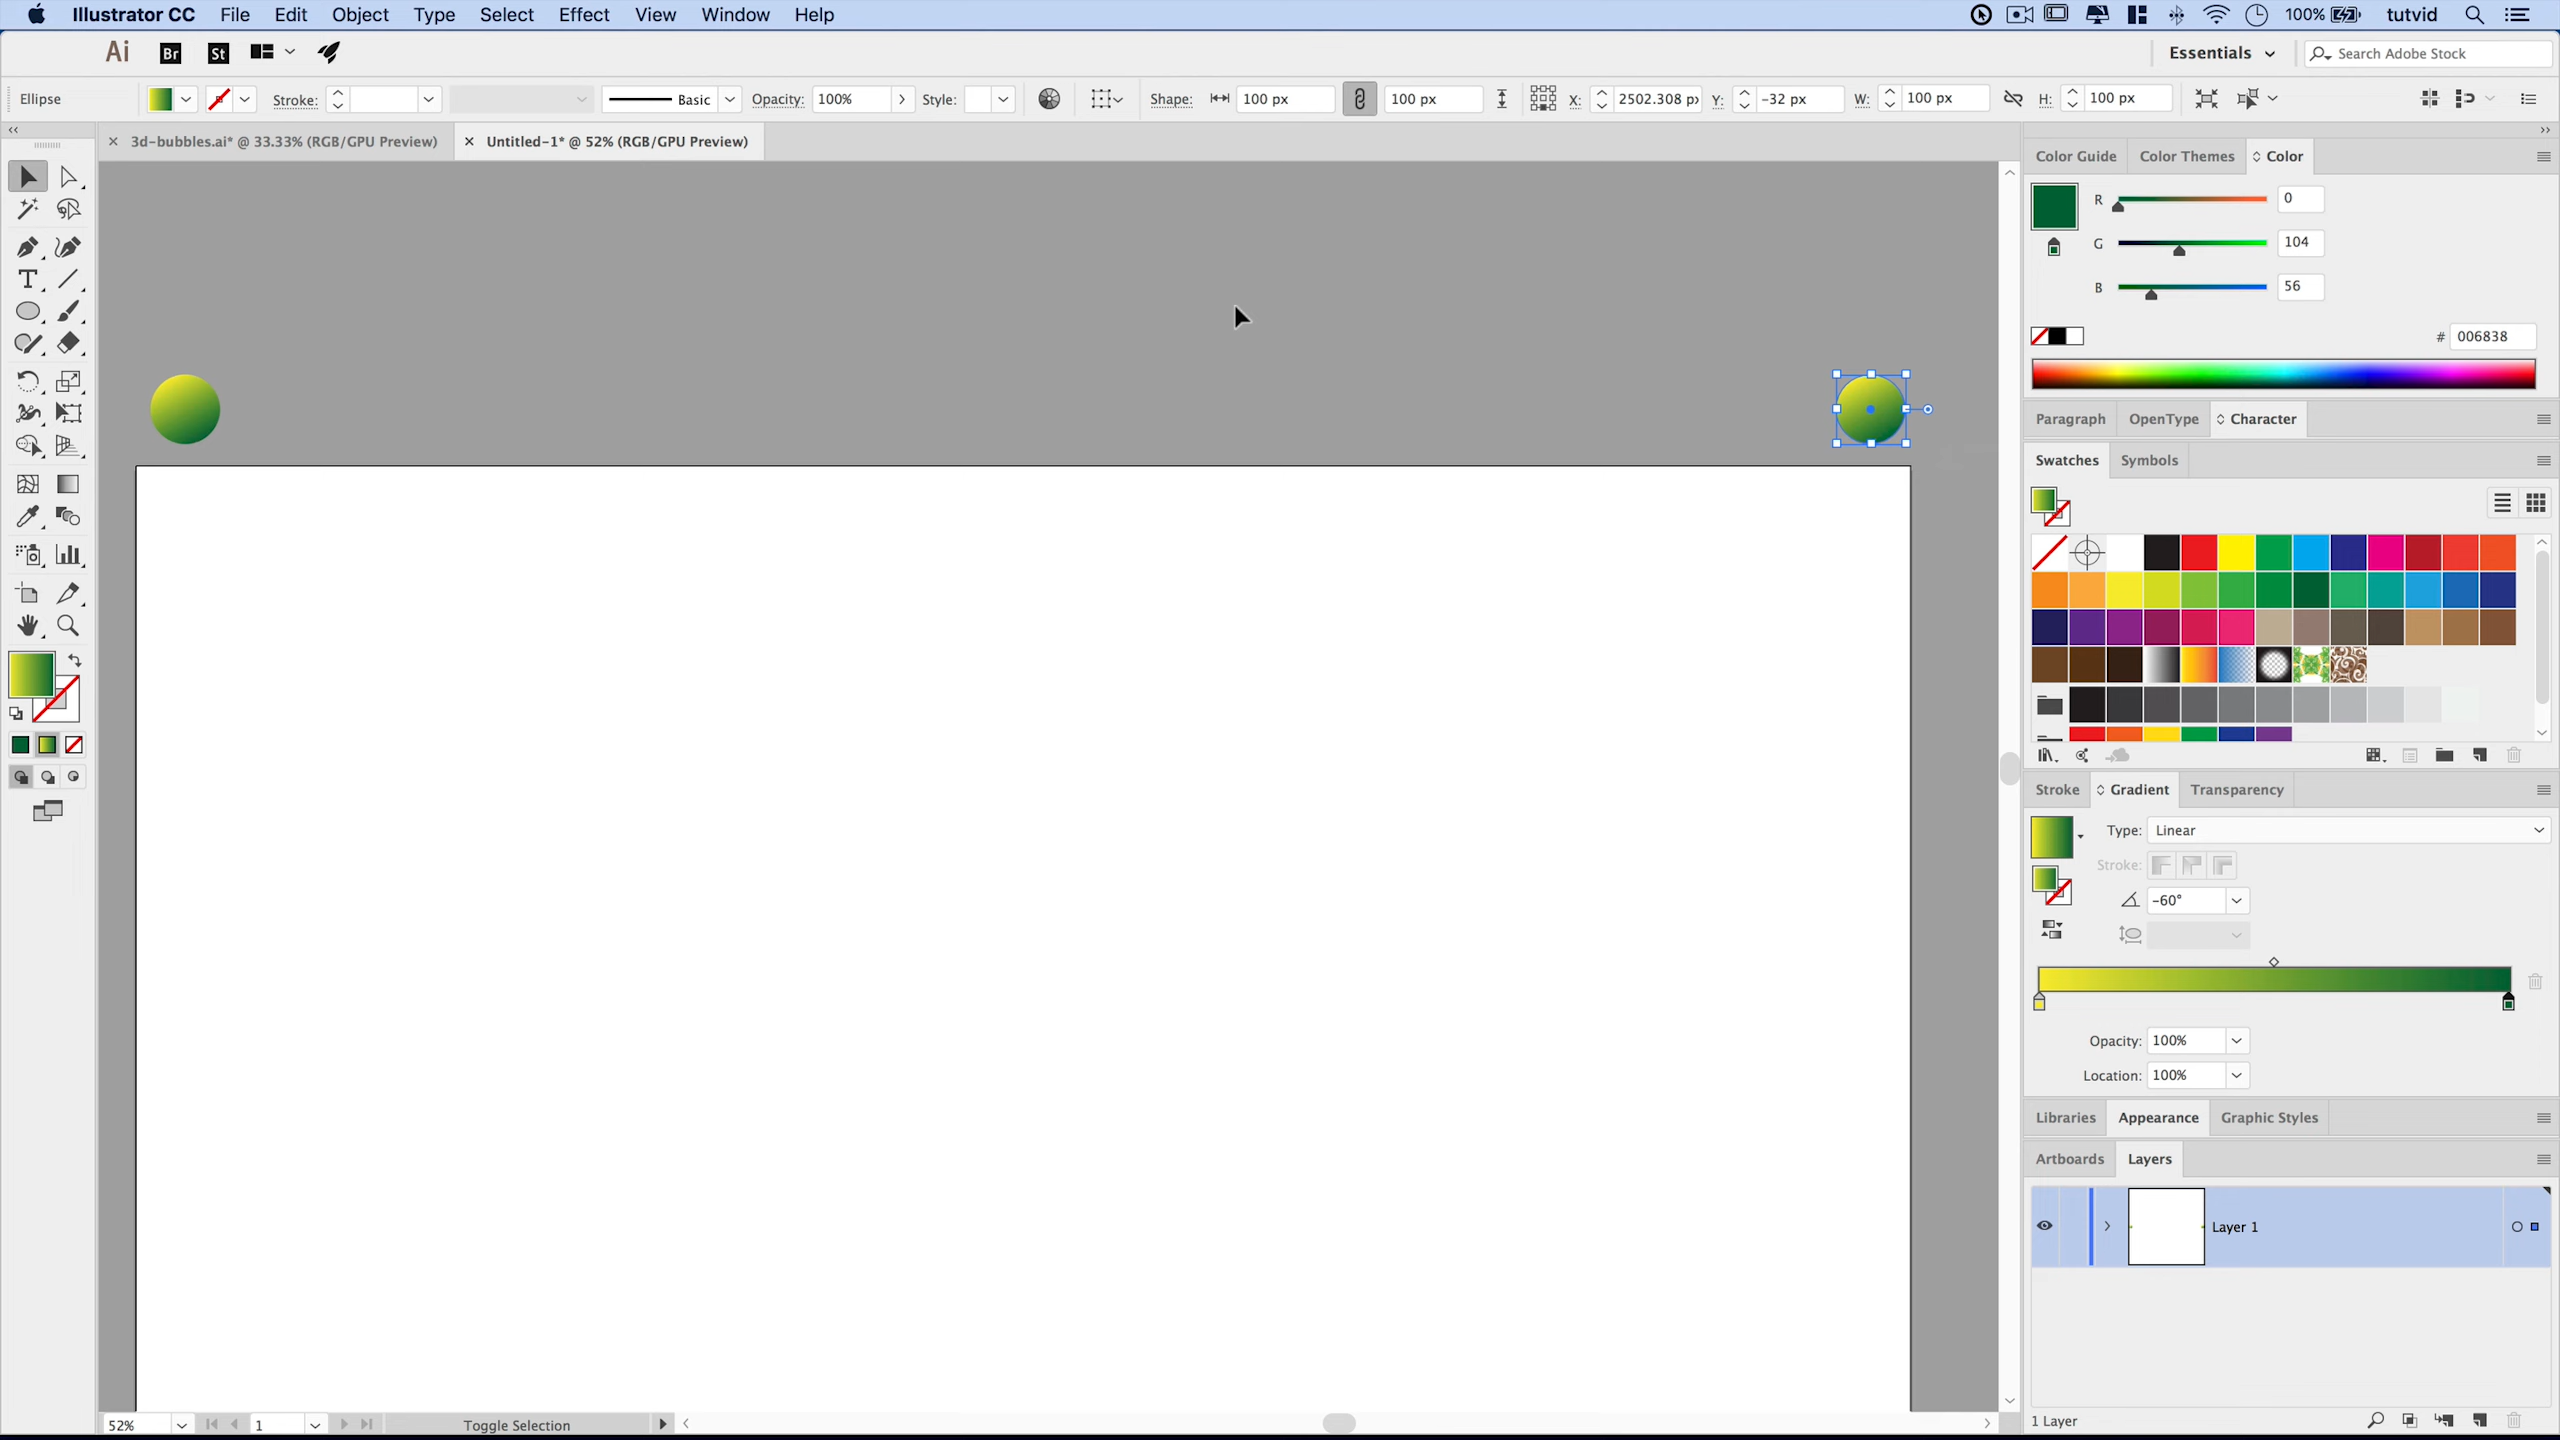 Illustrator CC File Edit Object Type Select Effect View Window Help 100% tutvid
Ai Br St Essentials Search Adobe Stock
Ellipse Stroke: Basic Opacity: 100% Style: Shape: 100 px 100 px X: 2502.308 px Y: -32 px W: 100 px H: 100 px
3d-bubbles.ai* @ 33.33% (RGB/GPU Preview) Untitled-1* @ 52% (RGB/GPU Preview)
Color Guide Color Themes Color
R 0
G 104
B 56
# 006838
Paragraph OpenType Character
Swatches Symbols
Stroke Gradient Transparency
Type: Linear
Stroke:
-60°
Opacity: 100%
Location: 100%
Libraries Appearance Graphic Styles
Artboards Layers
Layer 1
52% 1 Toggle Selection
1 Layer